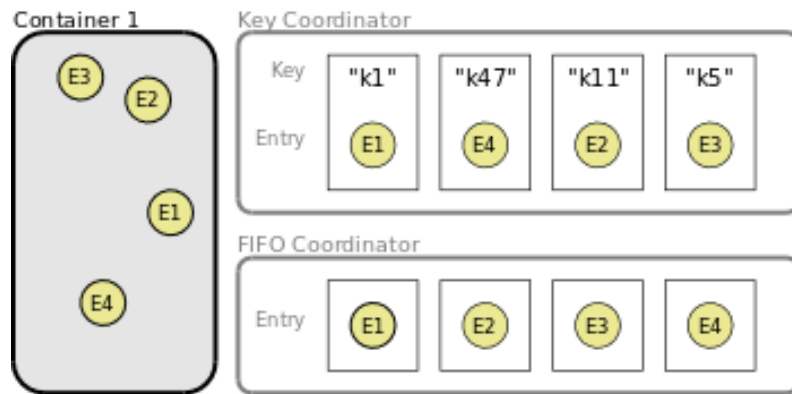 Container 1
E3
E2
E1
E4
Key Coordinator
Key "k1" "k47" "k11" "k5"
Entry E1 E4 E2 E3
FIFO Coordinator
Entry E1 E2 E3 E4